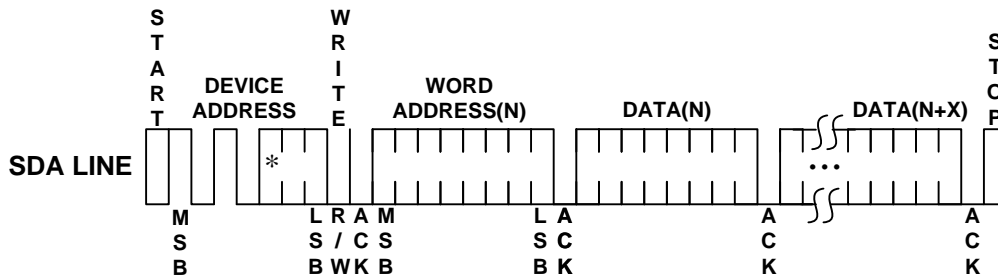 START
WRITE
STOP
DEVICE
ADDRESS
WORD
ADDRESS(N)
DATA(N)
DATA(N+X)
SDA LINE
*
...
MSB
LSB
R/W
ACK
MSB
LSB
ACK
ACK
ACK